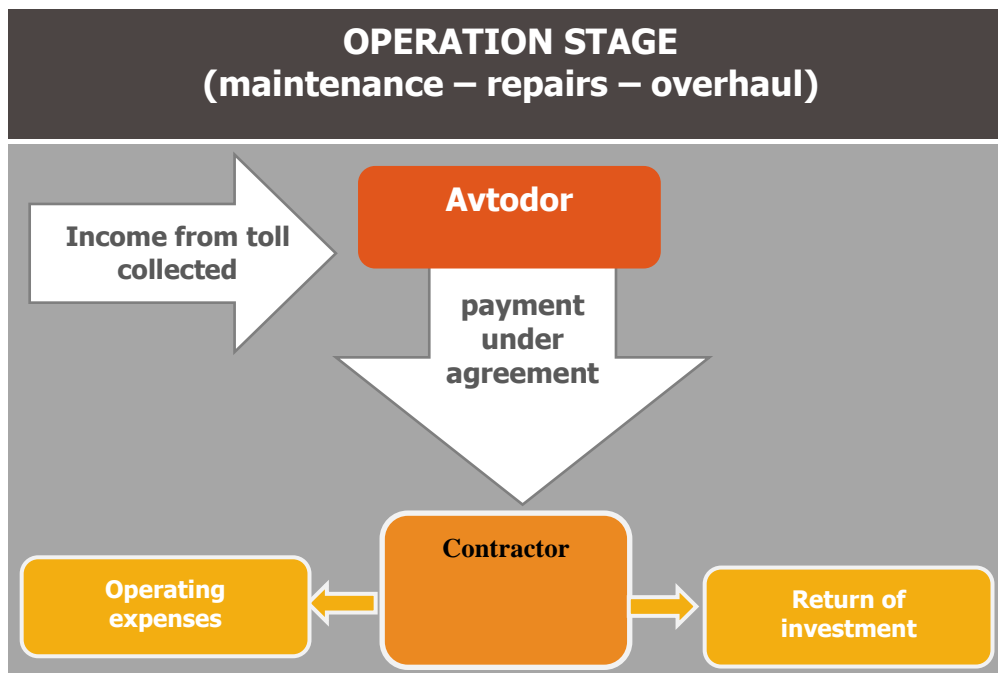 OPERATION STAGE
(maintenance – repairs – overhaul)
Avtodor
Income from toll
collected
payment
under
agreement
Contractor
Operating
expenses
Return of
investment